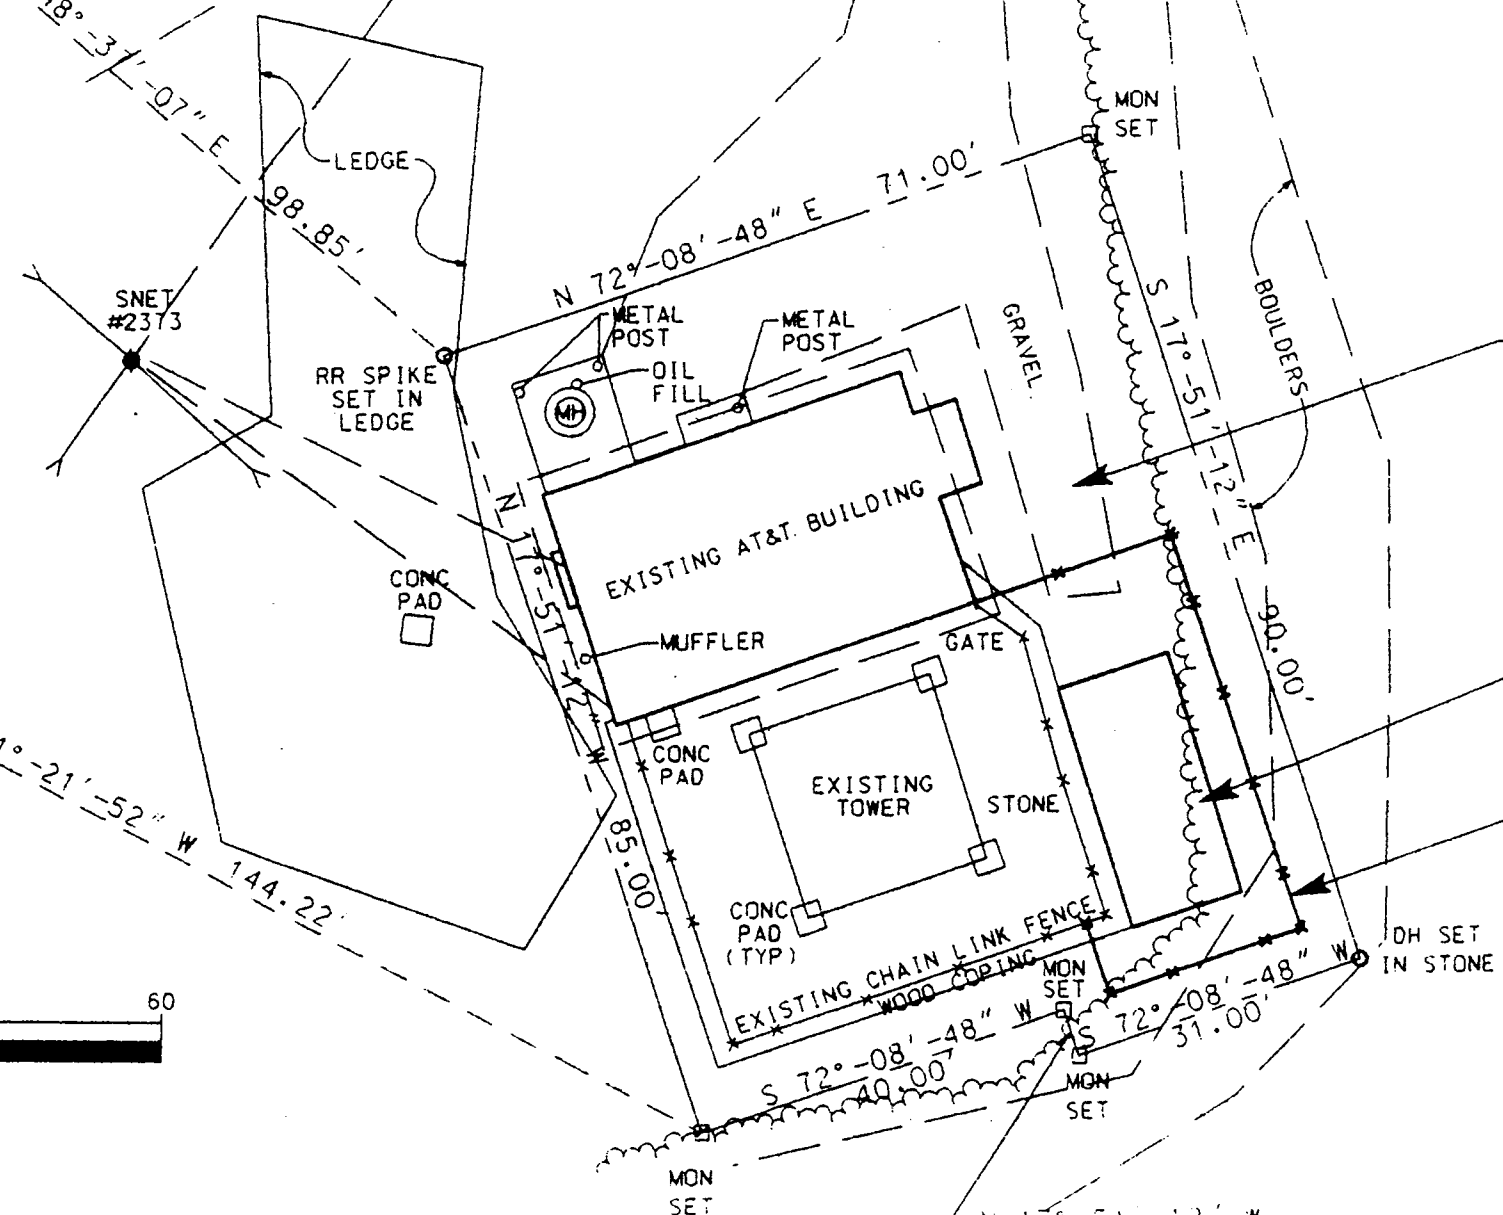 8°-37'-07" E
98.85'
LEDGE
MON
SET
N 72°-08'-48" E
71.00'
SNET
#2373
METAL
POST
METAL
POST
OIL
FILL
MH
RR SPIKE
SET IN
LEDGE
GRAVEL
BOULDERS
S 17°-51'-12" E
90.00'
EXISTING AT&T. BUILDING
N 17°-51'-12" W
85.00'
CONC
PAD
MUFFLER
GATE
CONC
PAD
EXISTING
TOWER
STONE
1°-21'-52" W
144.22'
CONC
PAD
(TYP)
EXISTING CHAIN LINK FENCE
WOOD COPING
MON
SET
DH SET
IN STONE
S 72°-08'-48" W
40.00'
S 72°-08'-48" W
31.00'
MON
SET
MON
SET
60